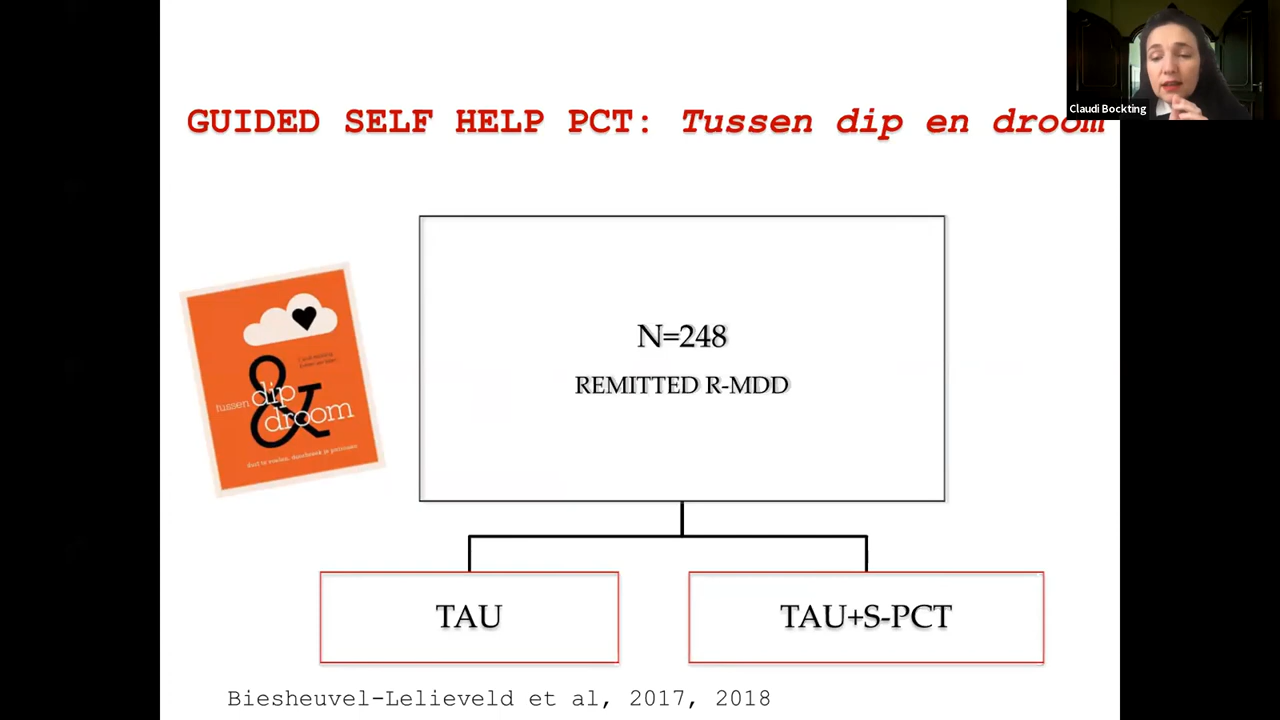 Claudi Bockting
GUIDED SELF HELP PCT: Tussen dip en droom
N=248
REMITTED R-MDD
tussen dip
&
droom
TAU
TAU+S-PCT
Biesheuvel-Lelieveld et al, 2017, 2018